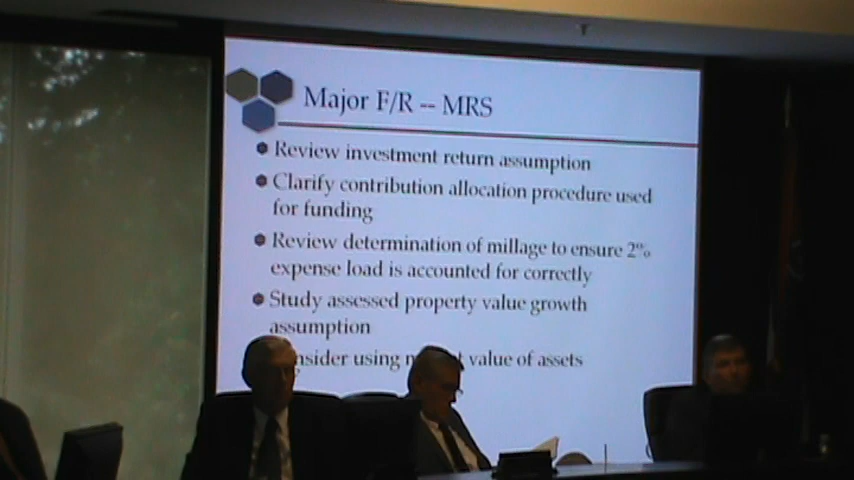 Major F/R -- MRS
Review investment return assumption
Clarify contribution allocation procedure used
for funding
Review determination of millage to ensure 2%
expense load is accounted for correctly
Study assessed property value growth
assumption
using value of assets